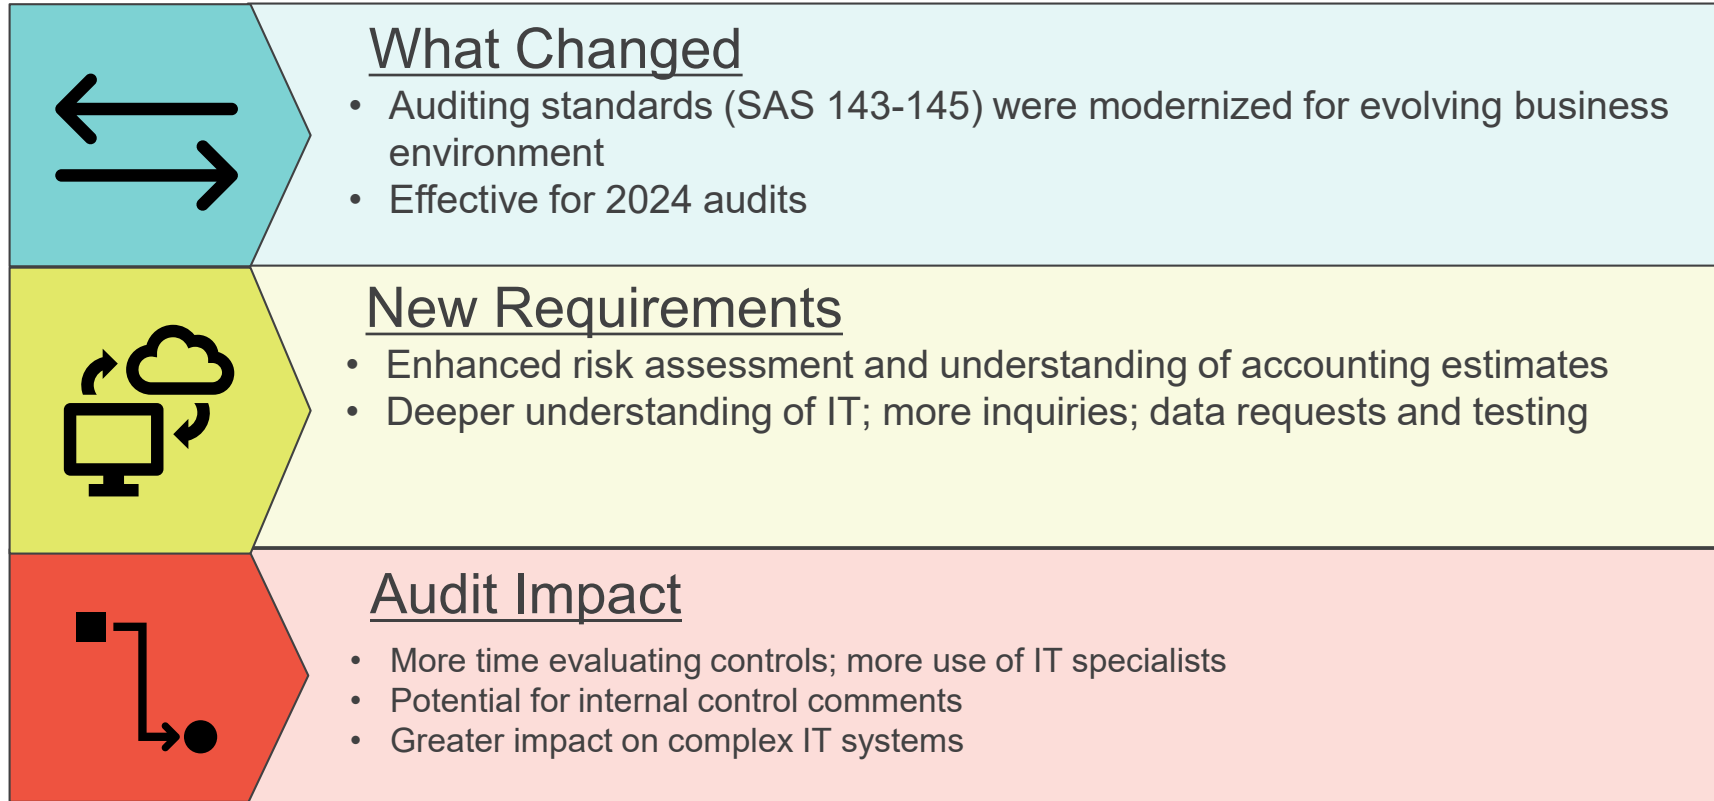 What Changed
• Auditing standards (SAS 143-145) were modernized for evolving business
environment
• Effective for 2024 audits
New Requirements
• Enhanced risk assessment and understanding of accounting estimates
• Deeper understanding of IT; more inquiries; data requests and testing
Audit Impact
• More time evaluating controls; more use of IT specialists
• Potential for internal control comments
• Greater impact on complex IT systems